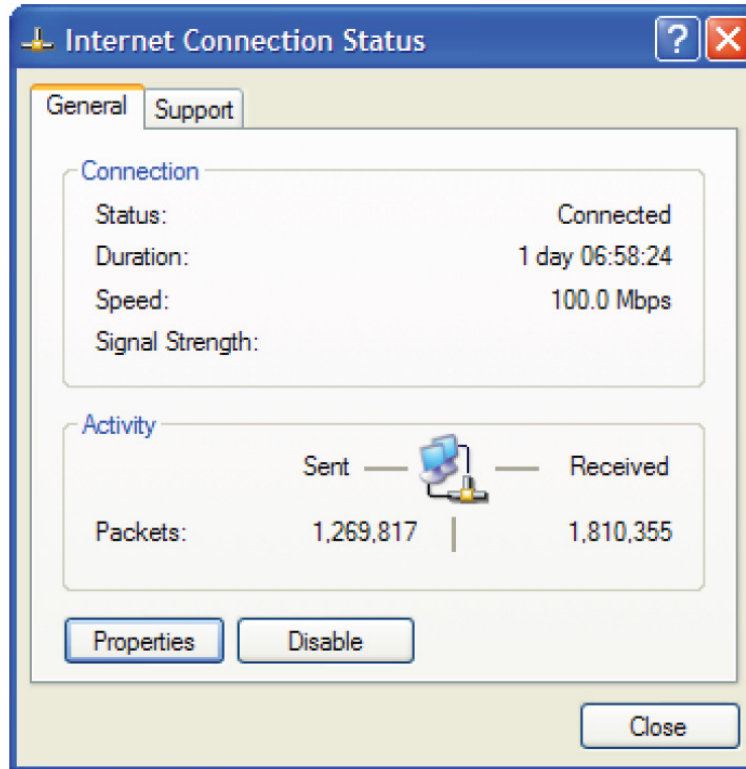 Internet Connection Status
General Support
Connection
Status: Connected
Duration: 1 day 06:58:24
Speed: 100.0 Mbps
Signal Strength:
Activity
Sent Received
Packets: 1,269,817 1,810,355
Properties Disable
Close